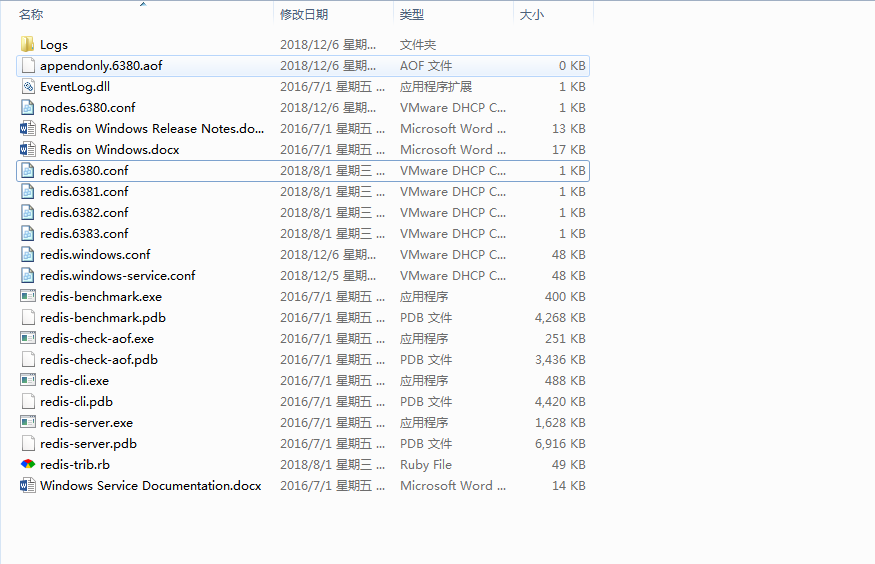 名称 修改日期 类型 大小
Logs 2018/12/6 星期... 文件夹
appendonly.6380.aof 2018/12/6 星期... AOF 文件 0 KB
EventLog.dll 2016/7/1 星期五 ... 应用程序扩展 1 KB
nodes.6380.conf 2018/12/6 星期... VMware DHCP C... 1 KB
Redis on Windows Release Notes.do... 2016/7/1 星期五 ... Microsoft Word ... 13 KB
Redis on Windows.docx 2016/7/1 星期五 ... Microsoft Word ... 17 KB
redis.6380.conf 2018/8/1 星期三 ... VMware DHCP C... 1 KB
redis.6381.conf 2018/8/1 星期三 ... VMware DHCP C... 1 KB
redis.6382.conf 2018/8/1 星期三 ... VMware DHCP C... 1 KB
redis.6383.conf 2018/8/1 星期三 ... VMware DHCP C... 1 KB
redis.windows.conf 2018/12/6 星期... VMware DHCP C... 48 KB
redis.windows-service.conf 2018/12/5 星期... VMware DHCP C... 48 KB
redis-benchmark.exe 2016/7/1 星期五 ... 应用程序 400 KB
redis-benchmark.pdb 2016/7/1 星期五 ... PDB 文件 4,268 KB
redis-check-aof.exe 2016/7/1 星期五 ... 应用程序 251 KB
redis-check-aof.pdb 2016/7/1 星期五 ... PDB 文件 3,436 KB
redis-cli.exe 2016/7/1 星期五 ... 应用程序 488 KB
redis-cli.pdb 2016/7/1 星期五 ... PDB 文件 4,420 KB
redis-server.exe 2016/7/1 星期五 ... 应用程序 1,628 KB
redis-server.pdb 2016/7/1 星期五 ... PDB 文件 6,916 KB
redis-trib.rb 2018/8/1 星期三 ... Ruby File 49 KB
Windows Service Documentation.docx 2016/7/1 星期五 ... Microsoft Word ... 14 KB